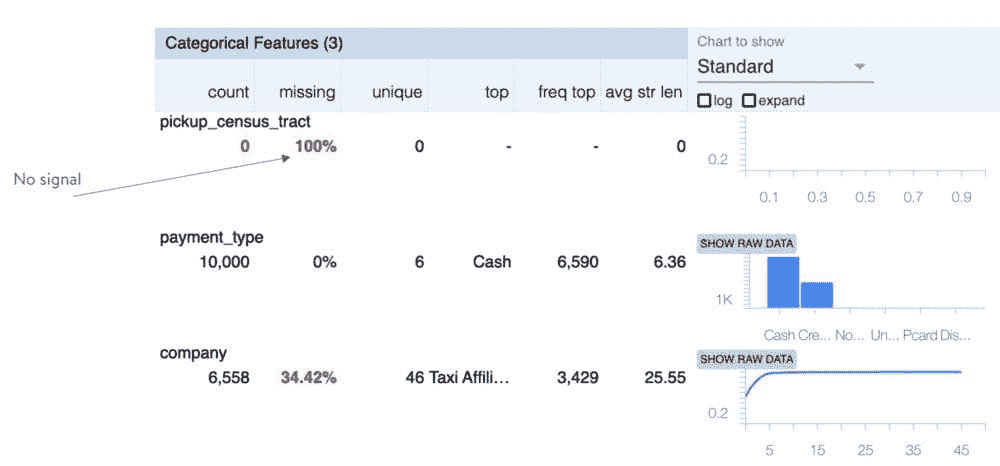 Categorical Features (3)
Chart to show
Standard
count missing unique top freq top avg str len
log expand
pickup_census_tract
0 100% 0 - - 0
No signal
0.2
0.1 0.3 0.5 0.7 0.9
payment_type
10,000 0% 6 Cash 6,590 6.36
SHOW RAW DATA
1K
Cash Cre... No... Un... Pcard Dis...
company
6,558 34.42% 46 Taxi Affili... 3,429 25.55
SHOW RAW DATA
0.2
5 15 25 35 45